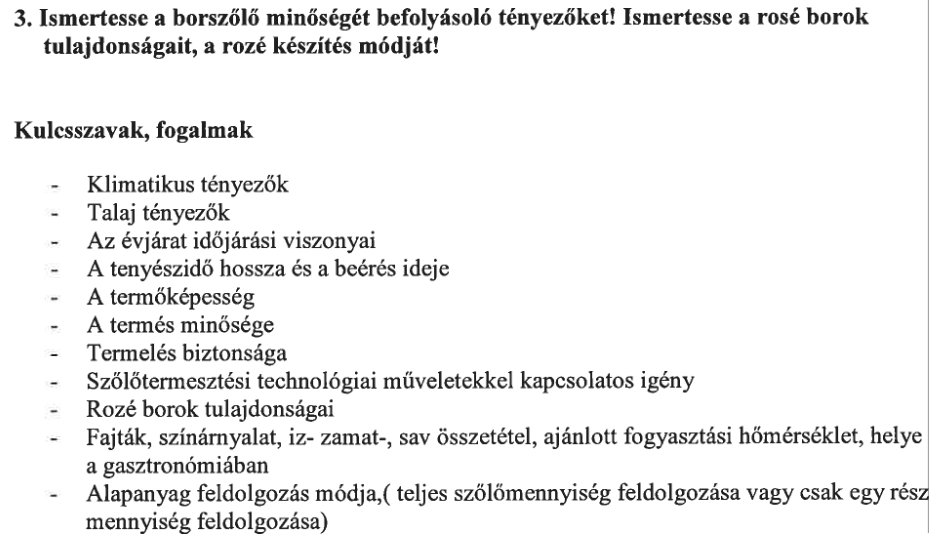 3. Ismertesse a borszőlő minőségét befolyásoló tényezőket! Ismertesse a rosé borok
tulajdonságait, a rozé készítés módját!
Kulcsszavak, fogalmak
- Klimatikus tényezők
- Talaj tényezők
- Az évjárat időjárási viszonyai
- A tenyészidő hossza és a beérés ideje
- A termőképesség
- A termés minősége
- Termelés biztonsága
- Szőlőtermesztési technológiai műveletekkel kapcsolatos igény
- Rozé borok tulajdonságai
- Fajták, színárnyalat, iz- zamat-, sav összetétel, ajánlott fogyasztási hőmérséklet, helye
a gasztronómiában
- Alapanyag feldolgozás módja,( teljes szőlőmennyiség feldolgozása vagy csak egy rész
mennyiség feldolgozása)